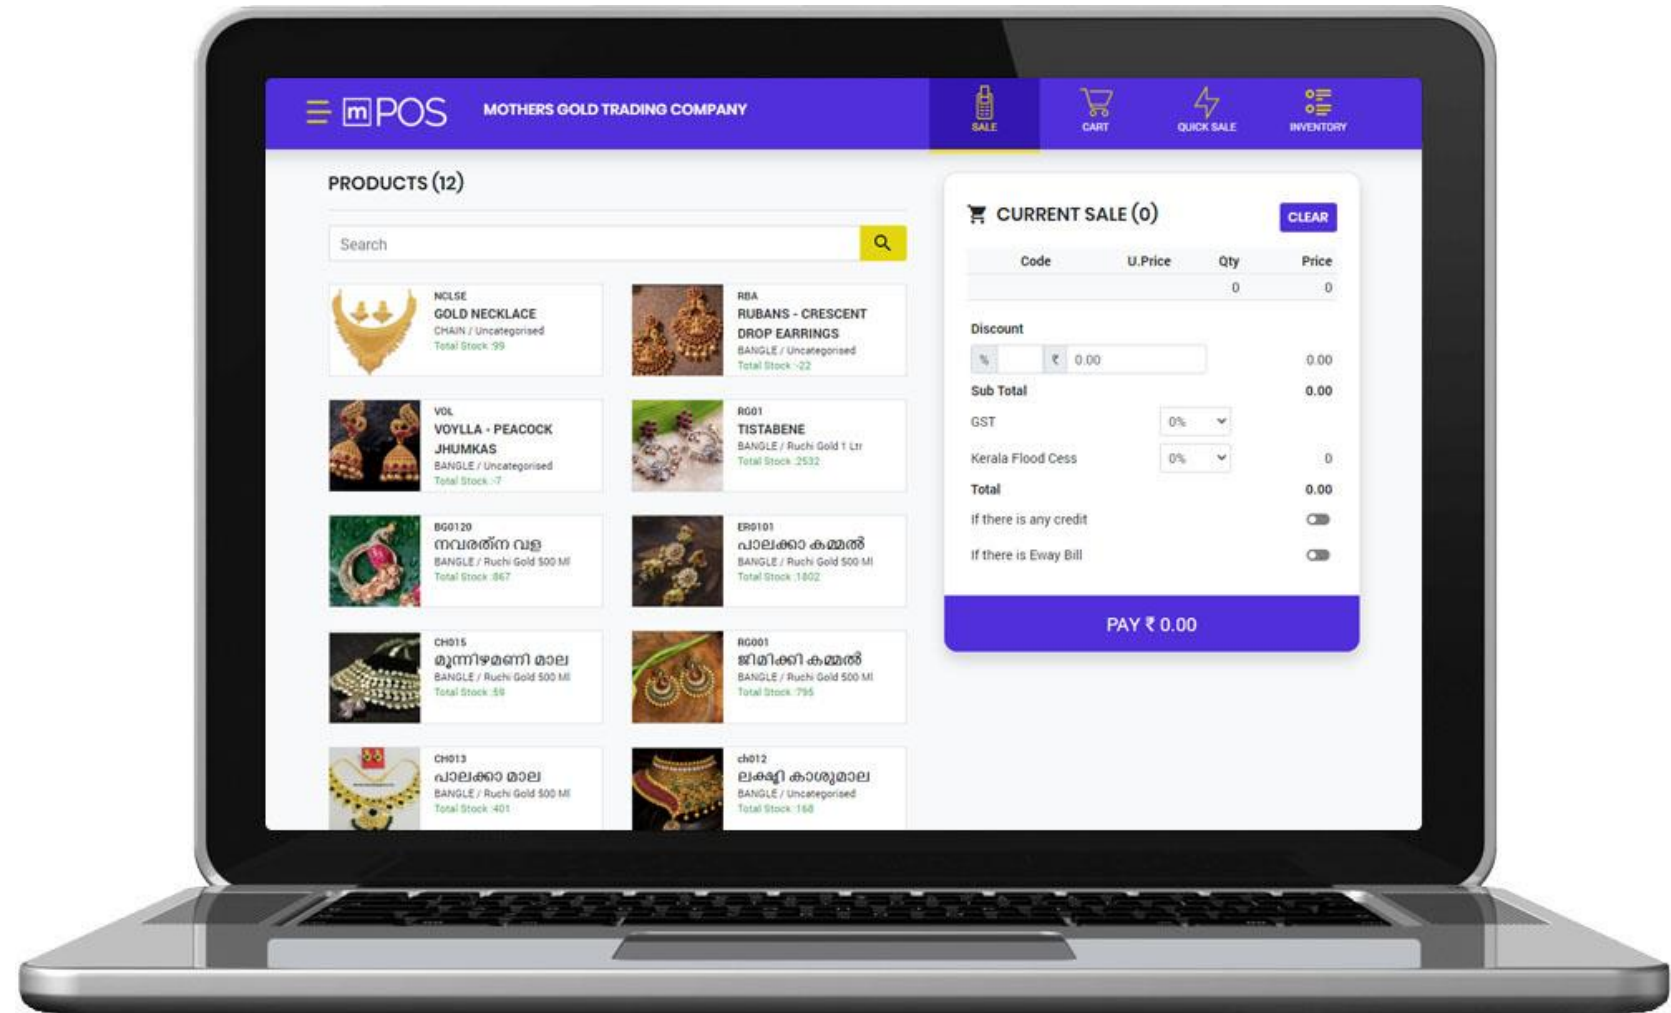 mPOS
MOTHERS GOLD TRADING COMPANY
SALE
CART
QUICK SALE
INVENTORY
PRODUCTS (12)
Search
NCLSE
GOLD NECKLACE
CHAIN / Uncategorised
Total Stock :99
RBA
RUBANS - CRESCENT
DROP EARRINGS
BANGLE / Uncategorised
Total Stock :-22
VOL
VOYLLA - PEACOCK
JHUMKAS
BANGLE / Uncategorised
Total Stock :-7
RG01
TISTABENE
BANGLE / Ruchi Gold 1 Ltr
Total Stock :2532
BG0120
നവരത്ന വള
BANGLE / Ruchi Gold 500 Ml
Total Stock :867
ER0101
പാലക്കാ കമ്മൽ
BANGLE / Ruchi Gold 500 Ml
Total Stock :1802
CH015
മൂന്നിഴമണി മാല
BANGLE / Ruchi Gold 500 Ml
Total Stock :59
RG001
ജിമിക്കി കമ്മൽ
BANGLE / Ruchi Gold 500 Ml
Total Stock :795
CH013
പാലക്കാ മാല
BANGLE / Ruchi Gold 500 Ml
Total Stock :401
ch012
ലക്ഷ്മി കാശുമാല
BANGLE / Uncategorised
Total Stock :168
CURRENT SALE (0)
CLEAR
Code U.Price Qty Price
0 0
Discount
% ₹ 0.00 0.00
Sub Total 0.00
GST 0%
Kerala Flood Cess 0% 0
Total 0.00
If there is any credit
If there is Eway Bill
PAY ₹ 0.00